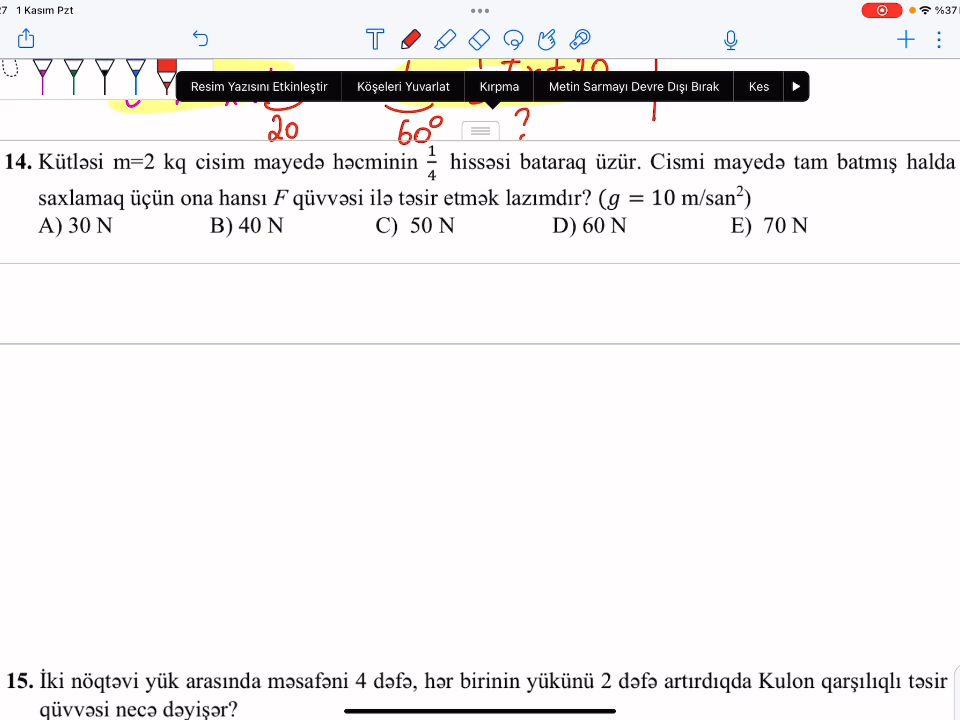 27 1 Kasım Pzt %37
Resim Yazısını Etkinleştir Köşeleri Yuvarlat Kırpma Metin Sarmayı Devre Dışı Bırak Kes
20 60° ?
14. Kütləsi m=2 kq cisim mayedə həcminin 1/4 hissəsi bataraq üzür. Cismi mayedə tam batmış halda
saxlamaq üçün ona hansı F qüvvəsi ilə təsir etmək lazımdır? (g = 10 m/san²)
A) 30 N B) 40 N C) 50 N D) 60 N E) 70 N
15. İki nöqtəvi yük arasında məsafəni 4 dəfə, hər birinin yükünü 2 dəfə artırdıqda Kulon qarşılıqlı təsir
qüvvəsi necə dəyişər?